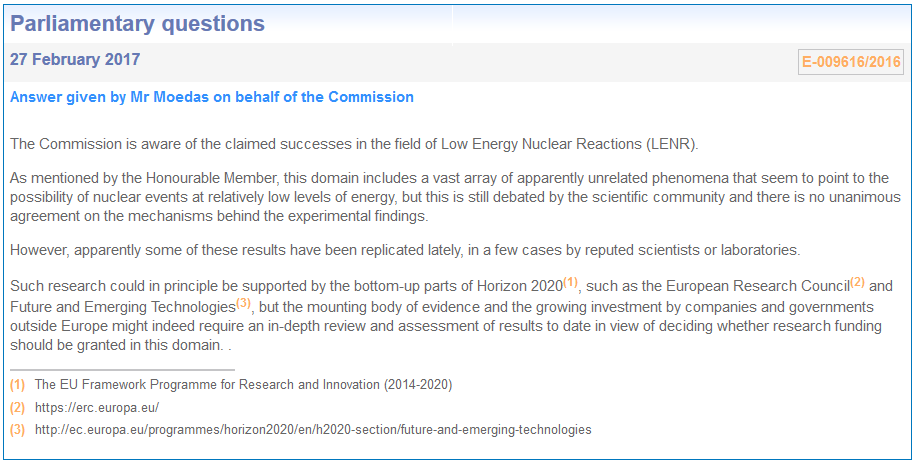 Parliamentary questions
27 February 2017
E-009616/2016
Answer given by Mr Moedas on behalf of the Commission
The Commission is aware of the claimed successes in the field of Low Energy Nuclear Reactions (LENR).
As mentioned by the Honourable Member, this domain includes a vast array of apparently unrelated phenomena that seem to point to the
possibility of nuclear events at relatively low levels of energy, but this is still debated by the scientific community and there is no unanimous
agreement on the mechanisms behind the experimental findings.
However, apparently some of these results have been replicated lately, in a few cases by reputed scientists or laboratories.
Such research could in principle be supported by the bottom-up parts of Horizon 2020(1), such as the European Research Council(2) and
Future and Emerging Technologies(3), but the mounting body of evidence and the growing investment by companies and governments
outside Europe might indeed require an in-depth review and assessment of results to date in view of deciding whether research funding
should be granted in this domain. .
(1) The EU Framework Programme for Research and Innovation (2014-2020)
(2) https://erc.europa.eu/
(3) http://ec.europa.eu/programmes/horizon2020/en/h2020-section/future-and-emerging-technologies